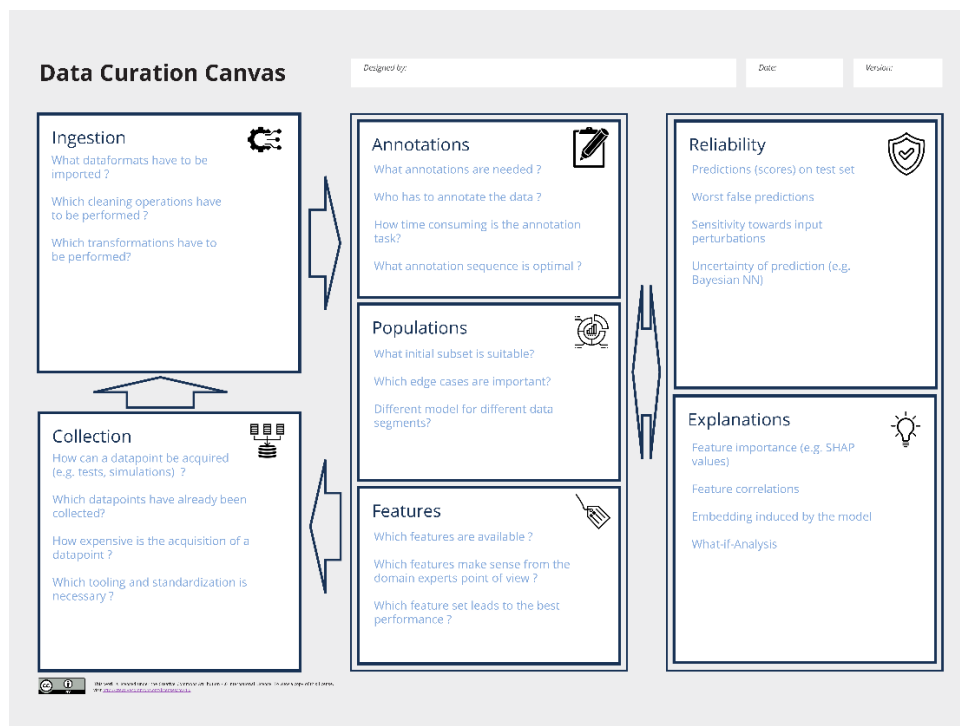 Data Curation Canvas
Designed by:
Date:
Version:
Ingestion
What dataformats have to be
imported ?
Which cleaning operations have
to be performed ?
Which transformations have to
be performed?
Collection
How can a datapoint be acquired
(e.g. tests, simulations) ?
Which datapoints have already been
collected?
How expensive is the acquisition of a
datapoint ?
Which tooling and standardization is
necessary ?
Annotations
What annotations are needed ?
Who has to annotate the data ?
How time consuming is the annotation
task?
What annotation sequence is optimal ?
Populations
What initial subset is suitable?
Which edge cases are important?
Different model for different data
segments?
Features
Which features are available ?
Which features make sense from the
domain experts point of view ?
Which feature set leads to the best
performance ?
Reliability
Predictions (scores) on test set
Worst false predictions
Sensitivity towards input
perturbations
Uncertainty of prediction (e.g.
Bayesian NN)
Explanations
Feature importance (e.g. SHAP
values)
Feature correlations
Embedding induced by the model
What-if-Analysis
cc
BY